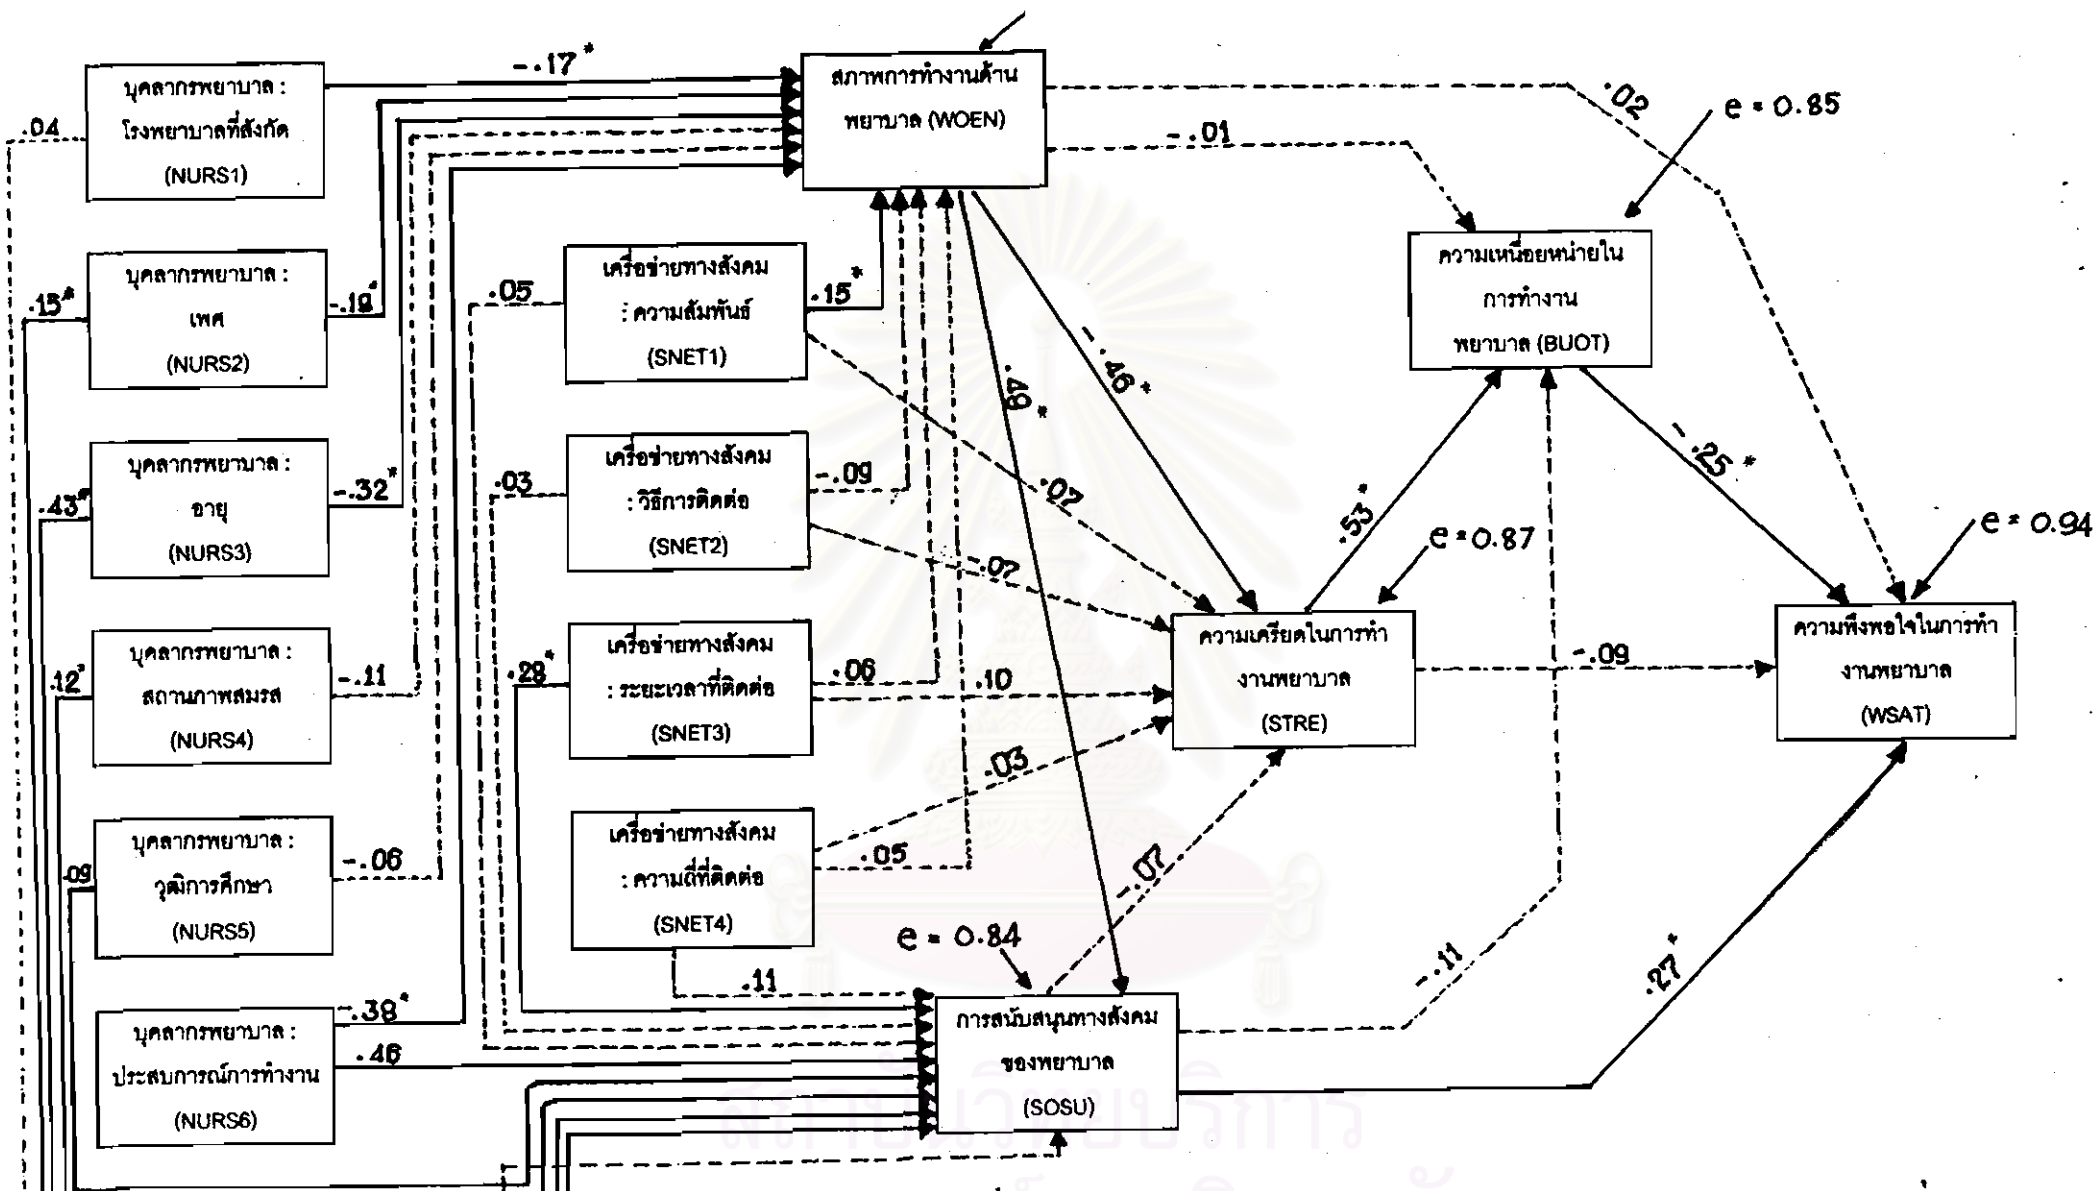 -.17*
บุคลากรพยาบาล :
โรงพยาบาลที่สังกัด
(NURS1)
.04
สภาพการทำงานด้าน
พยาบาล (WOEN)
.02
-.01
e = 0.85
บุคลากรพยาบาล :
เพศ
(NURS2)
.15*
-.19*
เครือข่ายทางสังคม
: ความสัมพันธ์
(SNET1)
.05
.15*
ความเหนื่อยหน่ายใน
การทำงาน
พยาบาล (BUOT)
-.46*
.49*
บุคลากรพยาบาล :
อายุ
(NURS3)
.43*
-.32*
เครือข่ายทางสังคม
: วิธีการติดต่อ
(SNET2)
.03
-.09
.07
-.07
.53*
-.25*
e = 0.87
e = 0.94
บุคลากรพยาบาล :
สถานภาพสมรส
(NURS4)
.12*
-.11
เครือข่ายทางสังคม
: ระยะเวลาที่ติดต่อ
(SNET3)
.28*
.06
.10
ความเครียดในการทำ
งานพยาบาล
(STRE)
-.09
ความพึงพอใจในการทำ
งานพยาบาล
(WSAT)
.03
บุคลากรพยาบาล :
วุฒิการศึกษา
(NURS5)
.09
-.06
เครือข่ายทางสังคม
: ความถี่ที่ติดต่อ
(SNET4)
.05
-.07
e = 0.84
.11
-.11
.27*
บุคลากรพยาบาล :
ประสบการณ์การทำงาน
(NURS6)
-.38*
.46
การสนับสนุนทางสังคม
ของพยาบาล
(SOSU)
สถาบันวิทยบริการ